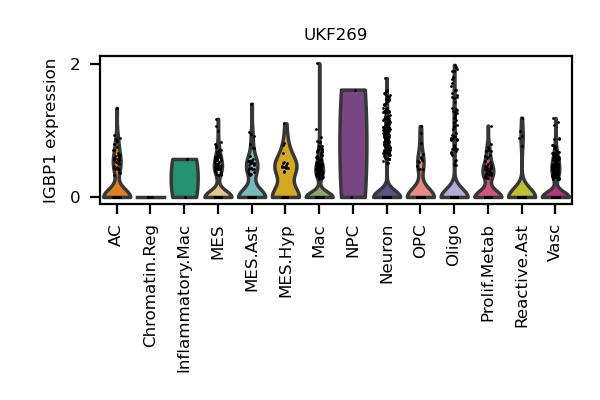 UKF269
IGBP1 expression
2
0
AC
Chromatin.Reg
Inflammatory.Mac
MES
MES.Ast
MES.Hyp
Mac
NPC
Neuron
OPC
Oligo
Prolif.Metab
Reactive.Ast
Vasc